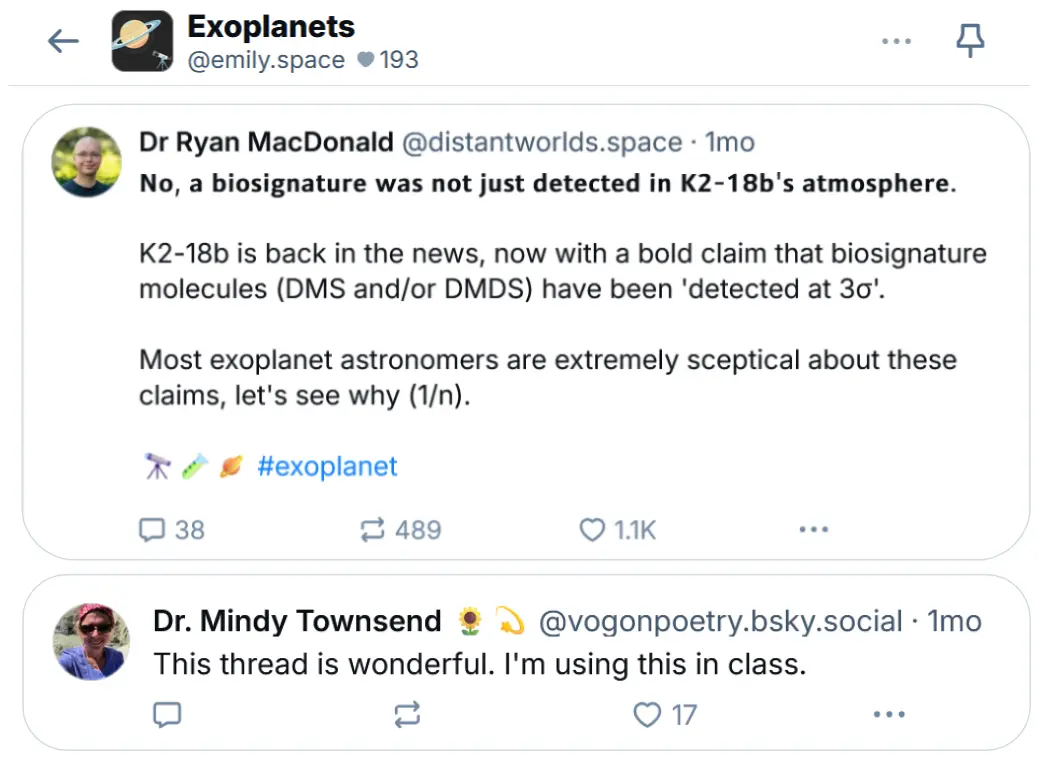 Exoplanets
@emily.space 193
Dr Ryan MacDonald @distantworlds.space · 1mo
No, a biosignature was not just detected in K2-18b's atmosphere.
K2-18b is back in the news, now with a bold claim that biosignature
molecules (DMS and/or DMDS) have been 'detected at 3σ'.
Most exoplanet astronomers are extremely sceptical about these
claims, let's see why (1/n).
🔭 🧪 🪐 #exoplanet
38 489 1.1K
Dr. Mindy Townsend 🌻 💫 @vogonpoetry.bsky.social · 1mo
This thread is wonderful. I'm using this in class.
17